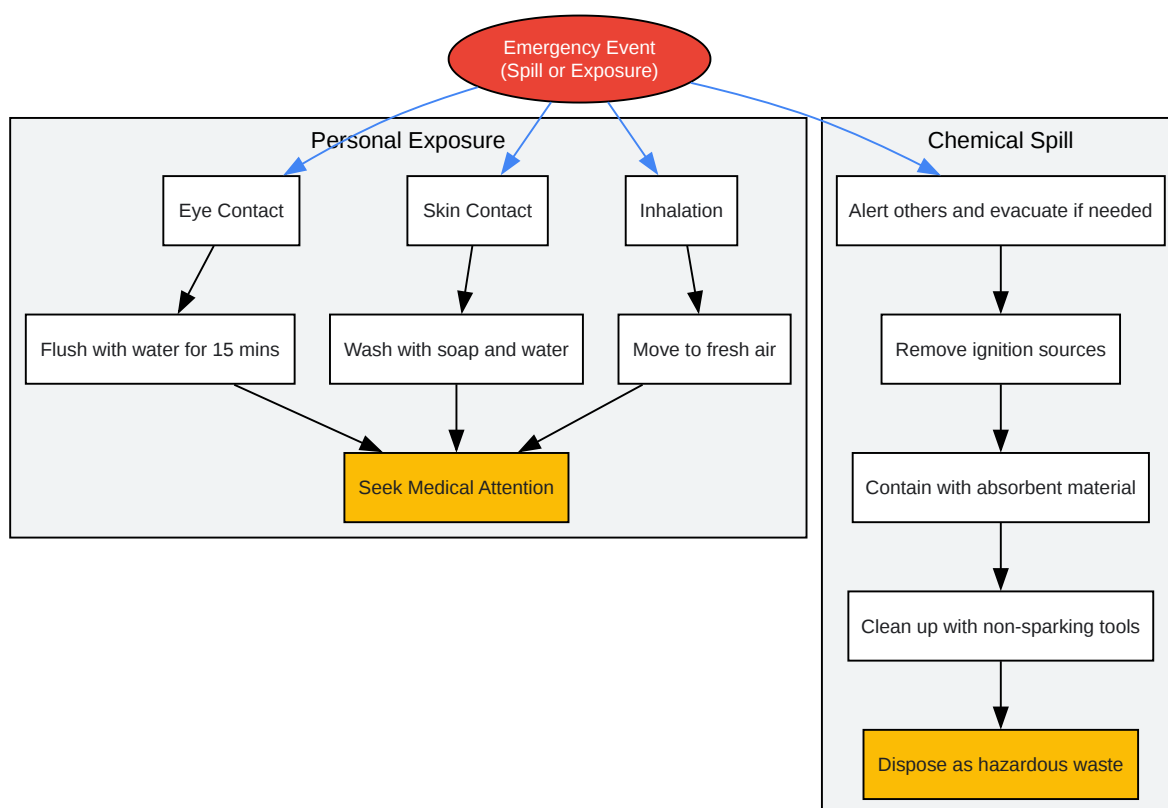 Emergency Event
(Spill or Exposure)
Personal Exposure
Eye Contact
Skin Contact
Inhalation
Flush with water for 15 mins
Wash with soap and water
Move to fresh air
Seek Medical Attention
Chemical Spill
Alert others and evacuate if needed
Remove ignition sources
Contain with absorbent material
Clean up with non-sparking tools
Dispose as hazardous waste